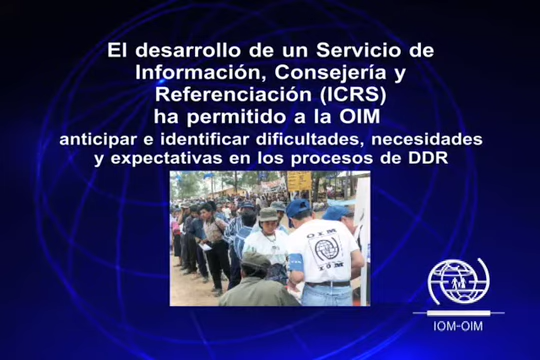 El desarrollo de un Servicio de
Información, Consejería y
Referenciación (ICRS)
ha permitido a la OIM
anticipar e identificar dificultades, necesidades
y expectativas en los procesos de DDR
OIM
IOM
IOM-OIM